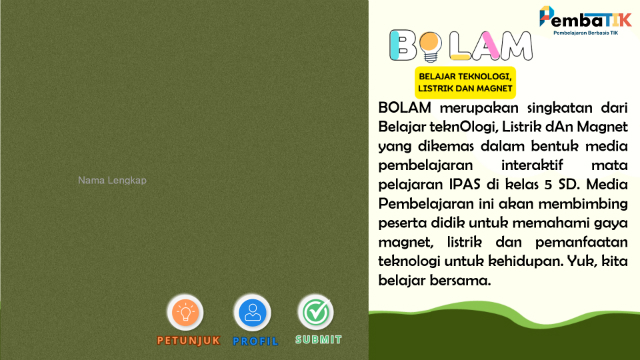 PembaTIK
Pembelajaran Berbasis TIK
BOLAM
BELAJAR TEKNOLOGI,
LISTRIK DAN MAGNET
BOLAM merupakan singkatan dari
Belajar teknOlogi, Listrik dAn Magnet
yang dikemas dalam bentuk media
pembelajaran interaktif mata
pelajaran IPAS di kelas 5 SD. Media
Pembelajaran ini akan membimbing
peserta didik untuk memahami gaya
magnet, listrik dan pemanfaatan
teknologi untuk kehidupan. Yuk, kita
belajar bersama.
Nama Lengkap
PETUNJUK PROFIL SUBMIT